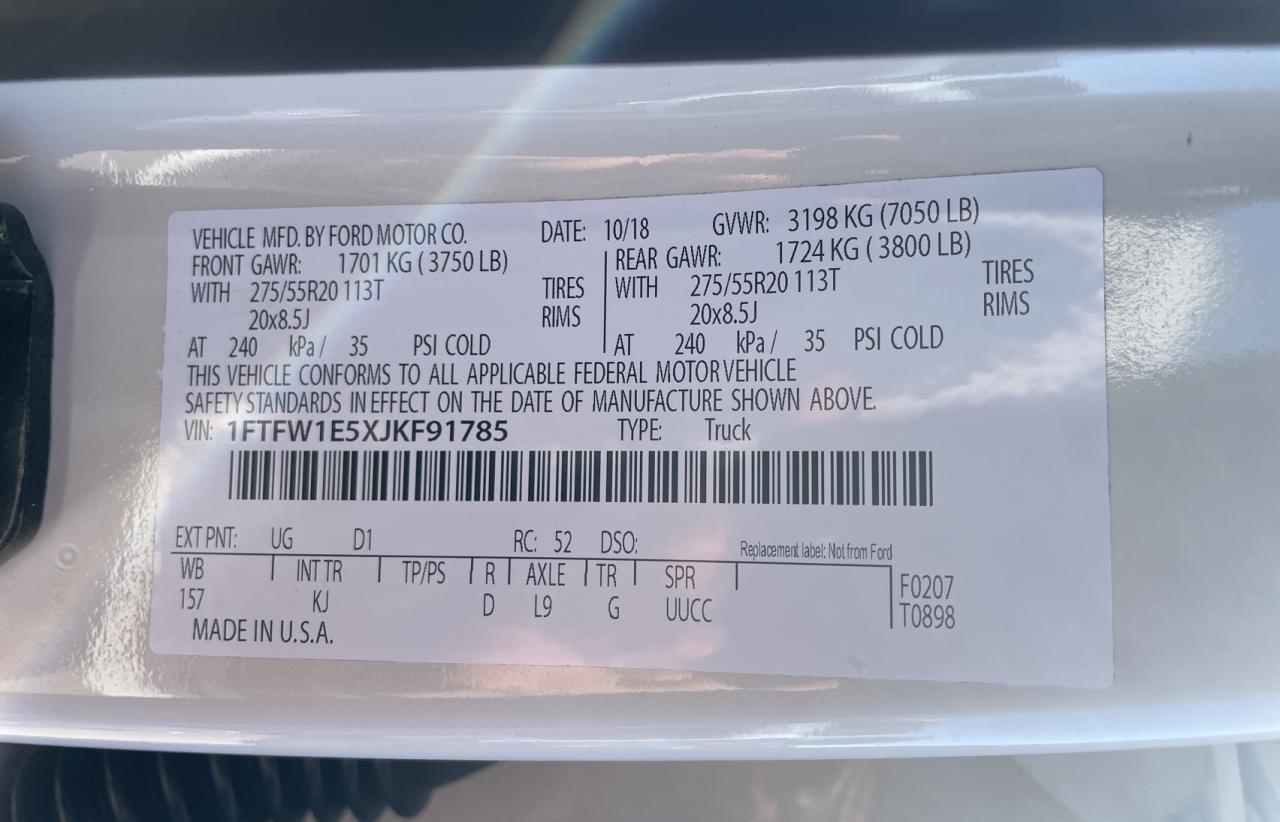 VEHICLE MFD. BY FORD MOTOR CO. DATE: 10/18 GVWR: 3198 KG (7050 LB)
FRONT GAWR: 1701 KG ( 3750 LB) REAR GAWR: 1724 KG ( 3800 LB)
WITH 275/55R20 113T TIRES WITH 275/55R20 113T TIRES
20x8.5J RIMS 20x8.5J RIMS
AT 240 kPa / 35 PSI COLD AT 240 kPa / 35 PSI COLD
THIS VEHICLE CONFORMS TO ALL APPLICABLE FEDERAL MOTOR VEHICLE
SAFETY STANDARDS IN EFFECT ON THE DATE OF MANUFACTURE SHOWN ABOVE.
VIN: 1FTFW1E5XJKF91785 TYPE: Truck
EXT PNT: UG D1 RC: 52 DSO: Replacement label: Not from Ford
WB INT TR TP/PS R AXLE TR SPR F0207
157 KJ D L9 G UUCC T0898
MADE IN U.S.A.